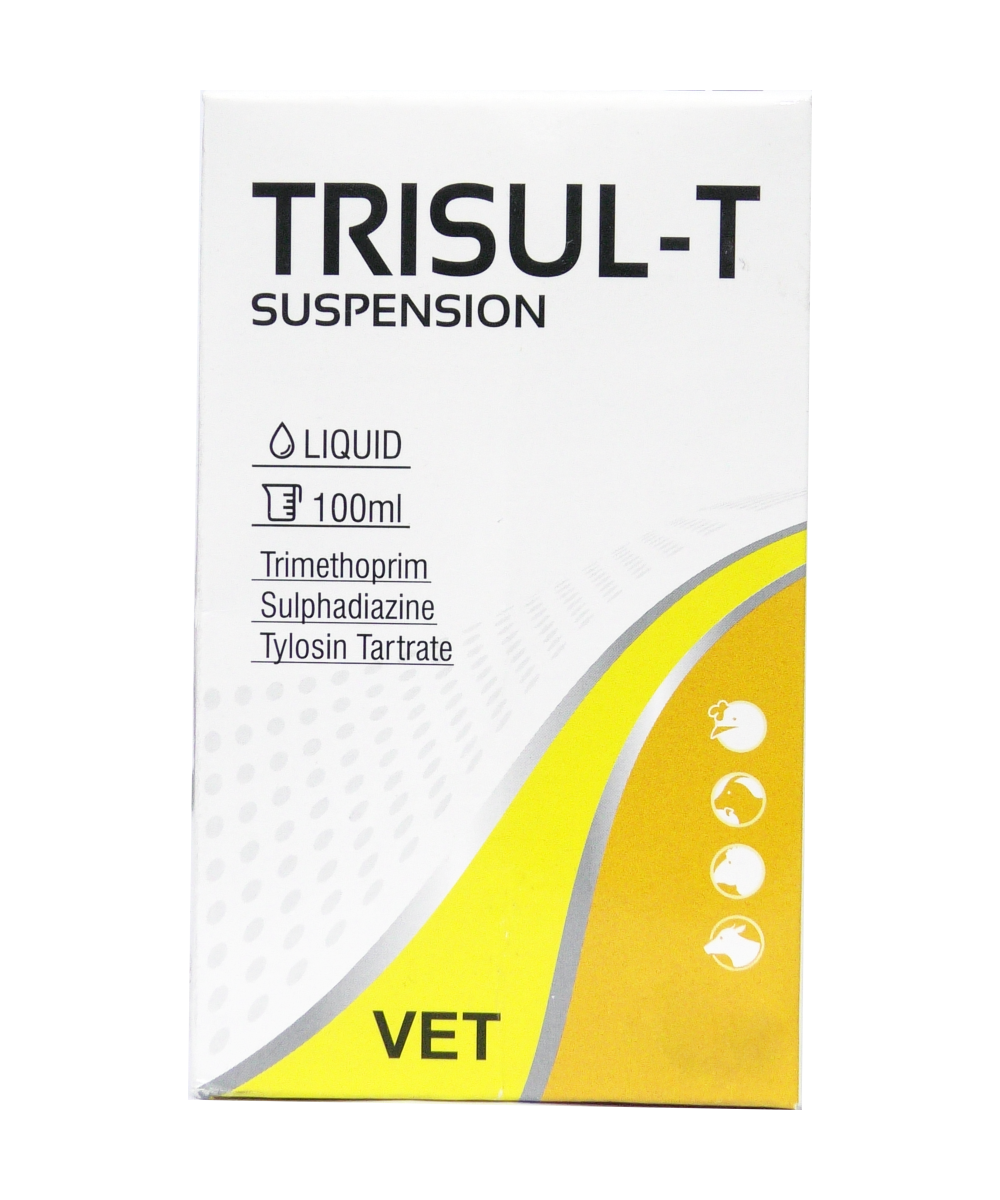 TRISUL-T
SUSPENSION
LIQUID
100ml
Trimethoprim
Sulphadiazine
Tylosin Tartrate
VET